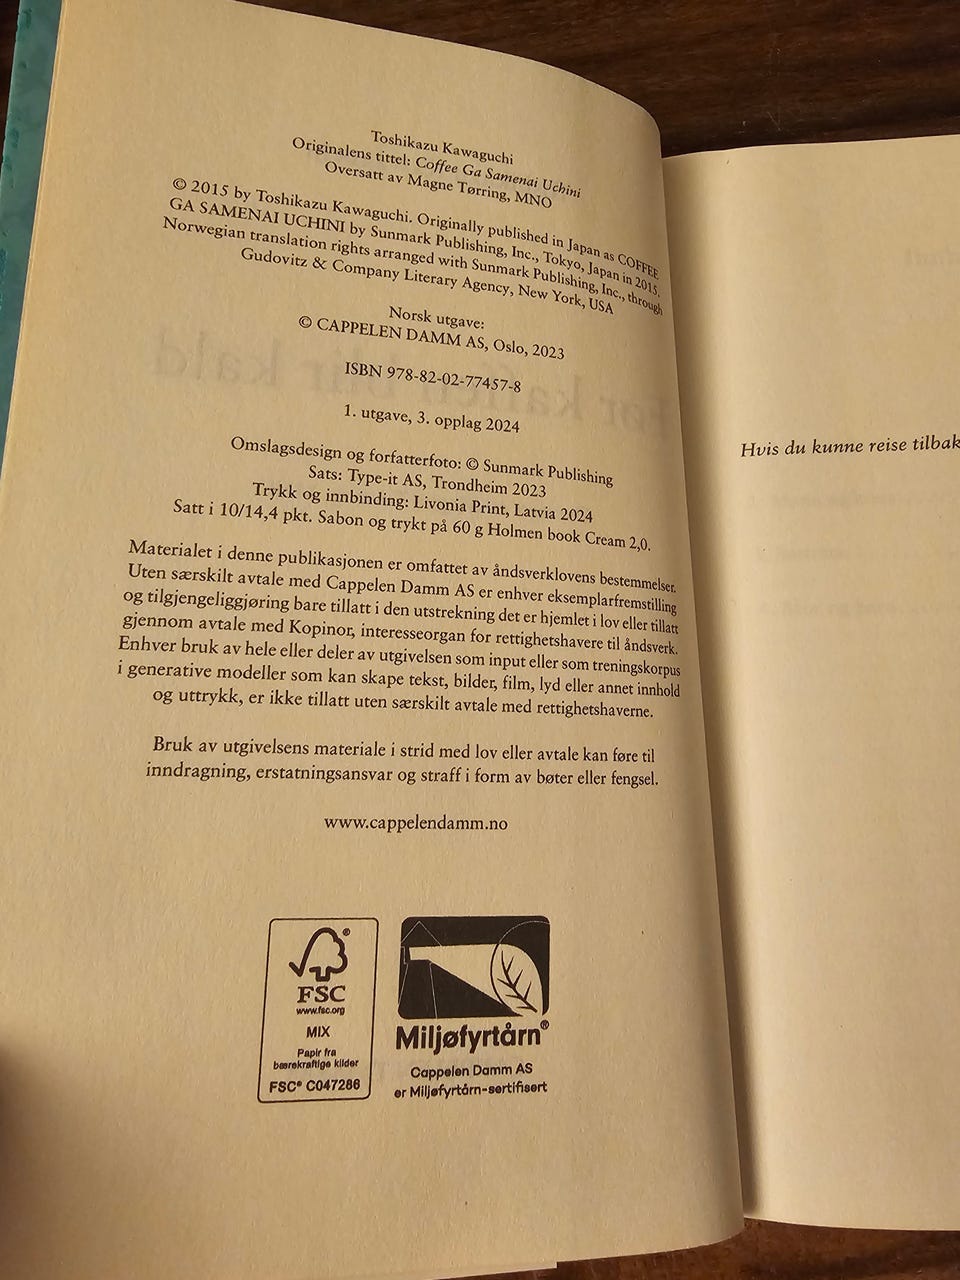 Toshikazu Kawaguchi
Originalens tittel: Coffee Ga Samenai Uchini
Oversatt av Magne Tørring, MNO
© 2015 by Toshikazu Kawaguchi. Originally published in Japan as COFFEE
GA SAMENAI UCHINI by Sunmark Publishing, Inc., Tokyo, Japan in 2015.
Norwegian translation rights arranged with Sunmark Publishing, Inc., through
Gudovitz & Company Literary Agency, New York, USA
Norsk utgave:
© CAPPELEN DAMM AS, Oslo, 2023
ISBN 978-82-02-77457-8
1. utgave, 3. opplag 2024
Omslagsdesign og forfatterfoto: © Sunmark Publishing
Sats: Type-it AS, Trondheim 2023
Trykk og innbinding: Livonia Print, Latvia 2024
Satt i 10/14,4 pkt. Sabon og trykt på 60 g Holmen book Cream 2,0.
Materialet i denne publikasjonen er omfattet av åndsverklovens bestemmelser.
Uten særskilt avtale med Cappelen Damm AS er enhver eksemplarfremstilling
og tilgjengeliggjøring bare tillatt i den utstrekning det er hjemlet i lov eller tillatt
gjennom avtale med Kopinor, interesseorgan for rettighetshavere til åndsverk.
Enhver bruk av hele eller deler av utgivelsen som input eller som treningskorpus
i generative modeller som kan skape tekst, bilder, film, lyd eller annet innhold
og uttrykk, er ikke tillatt uten særskilt avtale med rettighetshaverne.
Bruk av utgivelsens materiale i strid med lov eller avtale kan føre til
inndragning, erstatningsansvar og straff i form av bøter eller fengsel.
www.cappelendamm.no
FSC
www.fsc.org
MIX
Papir fra
bærekraftige kilder
FSC® C047286
Miljøfyrtårn®
Cappelen Damm AS
er Miljøfyrtårn-sertifisert
Hvis du kunne reise tilbak